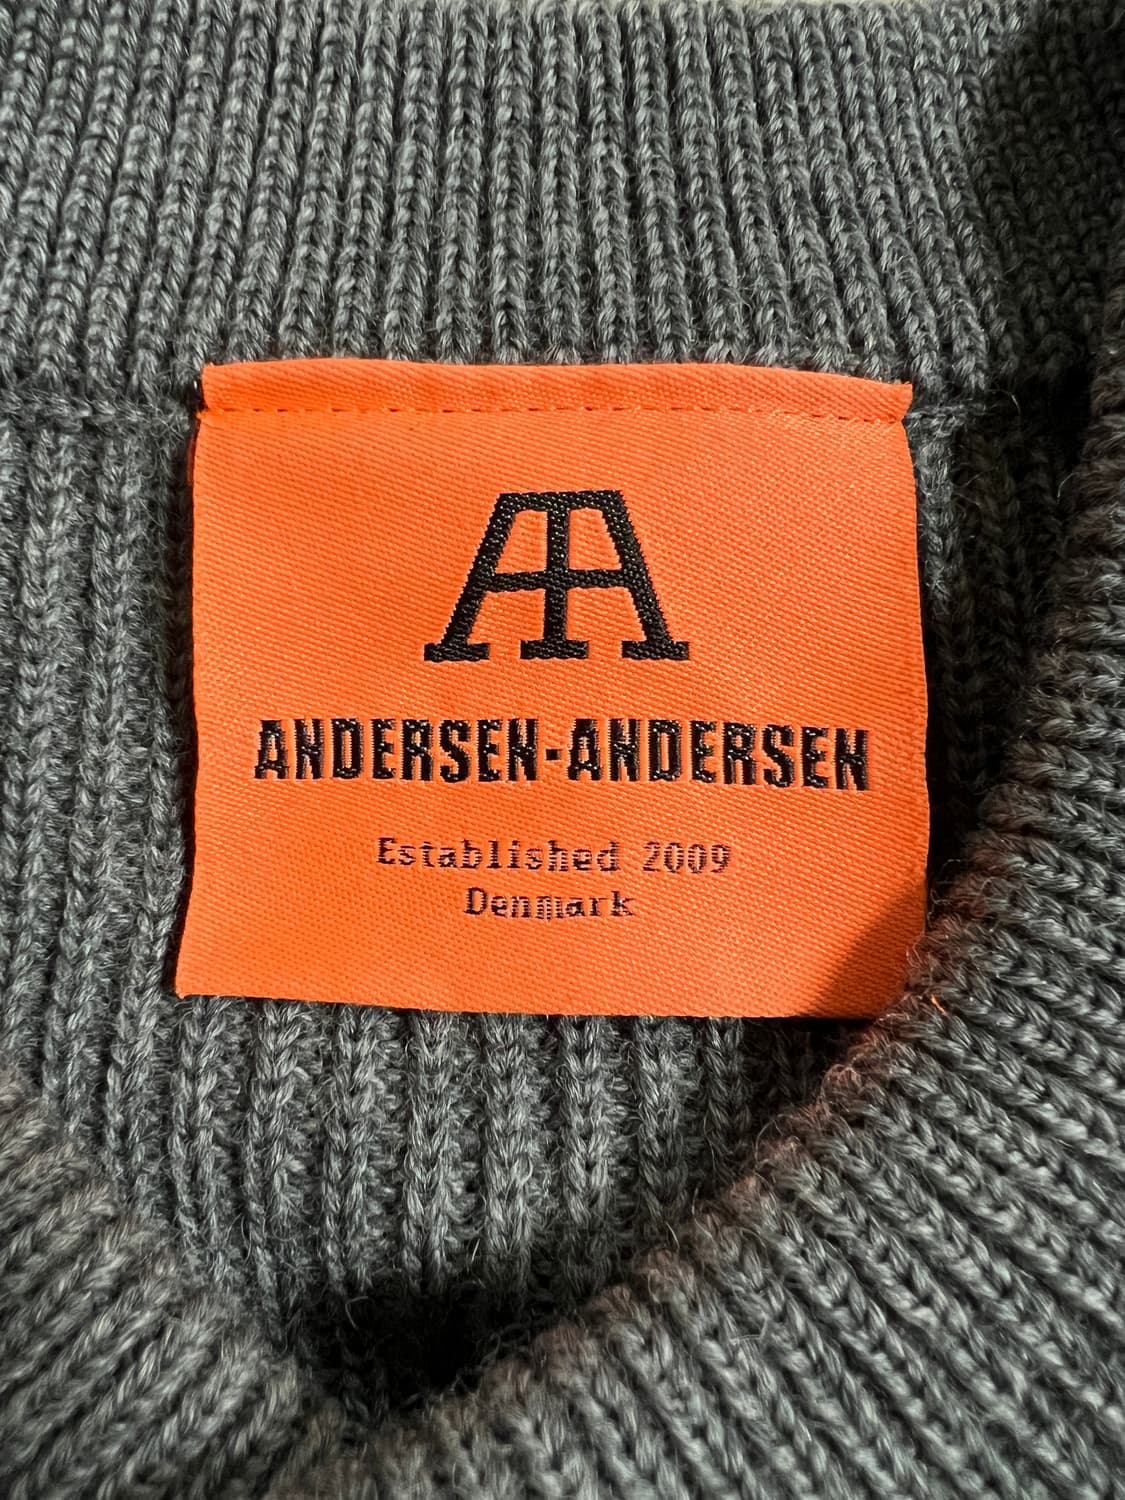 AA
ANDERSEN·ANDERSEN
Established 2009
Denmark